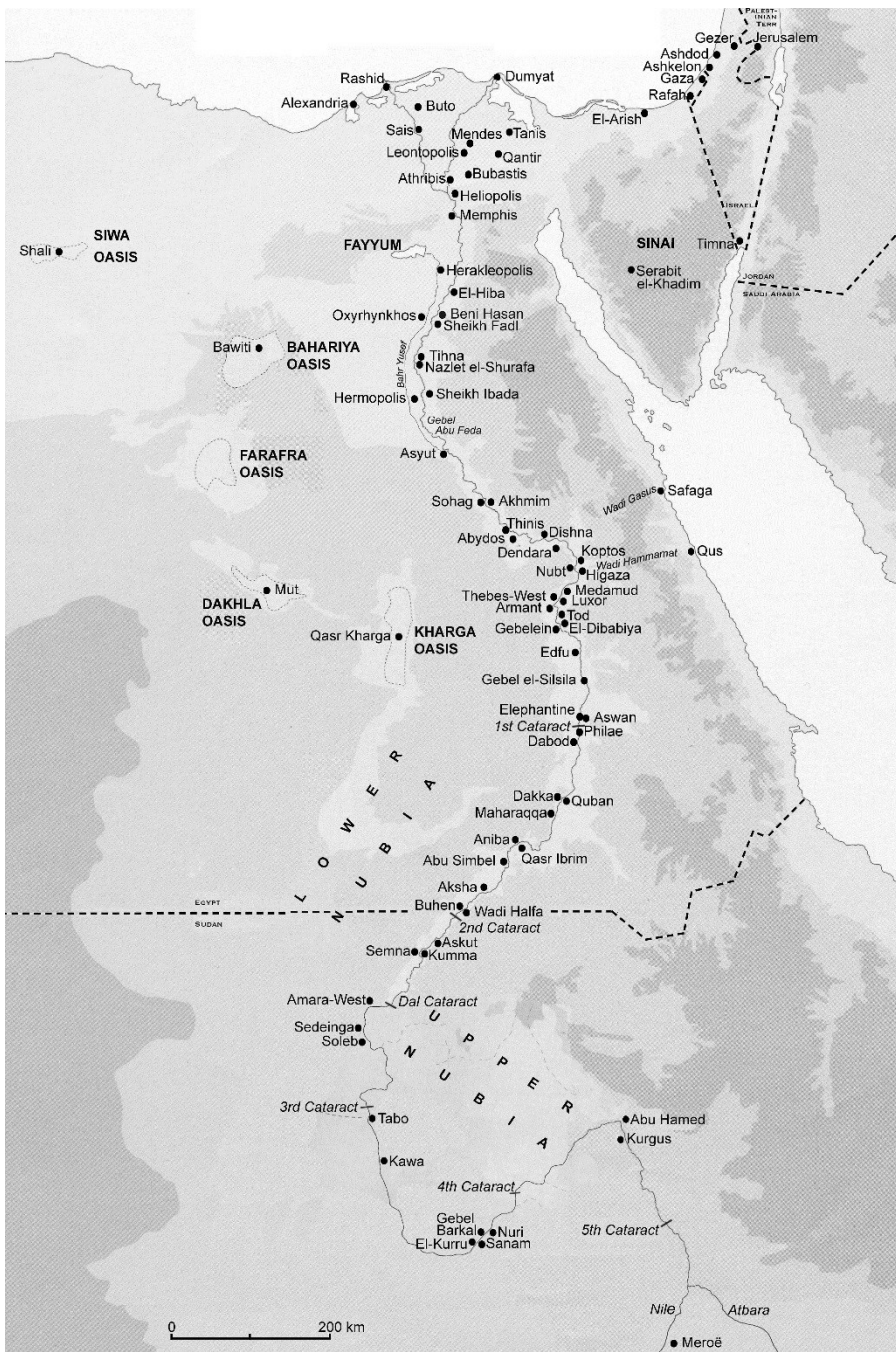 PALEST-
INIAN
TERR
Gezer
Jerusalem
Ashdod
Ashkelon
Gaza
Rafah
El-Arish
Rashid
Dumyat
Alexandria
Buto
Sais
Mendes
Tanis
Leontopolis
Qantir
Bubastis
Athribis
Heliopolis
Memphis
ISRAEL
SIWA
OASIS
Shali
FAYYUM
SINAI
Timna
Serabit
el-Khadim
JORDAN
SAUDI ARABIA
Herakleopolis
El-Hiba
Oxyrhynkhos
Beni Hasan
Sheikh Fadl
Bawiti
BAHARIYA
OASIS
Bahr Yusef
Tihna
Nazlet el-Shurafa
Hermopolis
Sheikh Ibada
Gebel
Abu Feda
FARAFRA
OASIS
Asyut
Sohag
Akhmim
Wadi Gasus
Safaga
Thinis
Dishna
Abydos
Dendara
Koptos
Wadi Hammamat
Qus
Nubt
Higaza
Mut
DAKHLA
OASIS
Medamud
Thebes-West
Luxor
Armant
Tod
Gebelein
El-Dibabiya
Qasr Kharga
KHARGA
OASIS
Edfu
Gebel el-Silsila
Elephantine
Aswan
1st Cataract
Philae
Dabod
LOWER
NUBIA
Dakka
Quban
Maharaqqa
Aniba
Qasr Ibrim
Abu Simbel
Aksha
EGYPT
SUDAN
Buhen
Wadi Halfa
2nd Cataract
Askut
Semna
Kumma
Amara-West
Dal Cataract
Sedeinga
Soleb
UPPER
NUBIA
3rd Cataract
Tabo
Abu Hamed
Kurgus
Kawa
4th Cataract
Gebel
Barkal
Nuri
El-Kurru
Sanam
5th Cataract
Nile
Atbara
0
200 km
Meroë